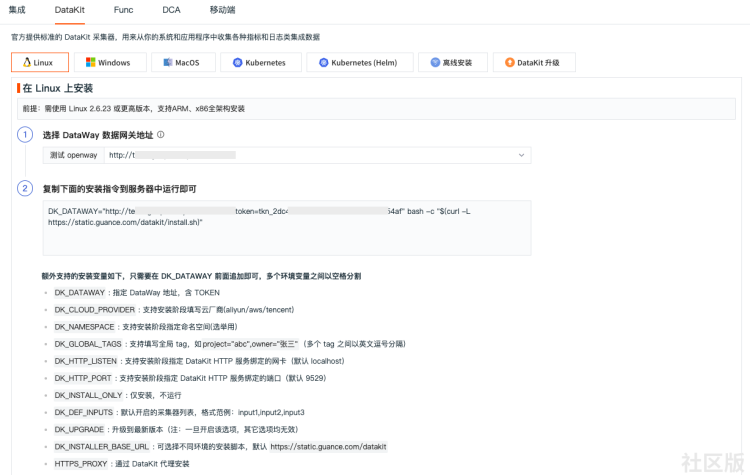 集成 DataKit Func DCA 移动端
官方提供标准的 DataKit 采集器，用来从你的系统和应用程序中收集各种指标和日志类集成数据
Linux Windows MacOS Kubernetes Kubernetes (Helm) 离线安装 DataKit 升级
在 Linux 上安装
前提：需使用 Linux 2.6.23 或更高版本，支持ARM、x86全架构安装
1 选择 DataWay 数据网关地址
测试 openway http://t
2 复制下面的安装指令到服务器中运行即可
DK_DATAWAY="http://te token=tkn_2dc4 54af" bash -c "$(curl -L
https://static.guance.com/datakit/install.sh)"
额外支持的安装变量如下，只需要在 DK_DATAWAY 前面追加即可，多个环境变量之间以空格分割
DK_DATAWAY：指定 DataWay 地址，含 TOKEN
DK_CLOUD_PROVIDER：支持安装阶段填写云厂商(aliyun/aws/tencent)
DK_NAMESPACE：支持安装阶段指定命名空间(选举用)
DK_GLOBAL_TAGS：支持填写全局 tag，如 project="abc",owner="张三"（多个 tag 之间以英文逗号分隔）
DK_HTTP_LISTEN：支持安装阶段指定 DataKit HTTP 服务绑定的网卡（默认 localhost）
DK_HTTP_PORT：支持安装阶段指定 DataKit HTTP 服务绑定的端口（默认 9529）
DK_INSTALL_ONLY：仅安装，不运行
DK_DEF_INPUTS：默认开启的采集器列表，格式范例：input1,input2,input3
DK_UPGRADE：升级到最新版本（注：一旦开启该选项，其它选项均无效）
DK_INSTALLER_BASE_URL：可选择不同环境的安装脚本，默认 https://static.guance.com/datakit
HTTPS_PROXY：通过 DataKit 代理安装
社区版